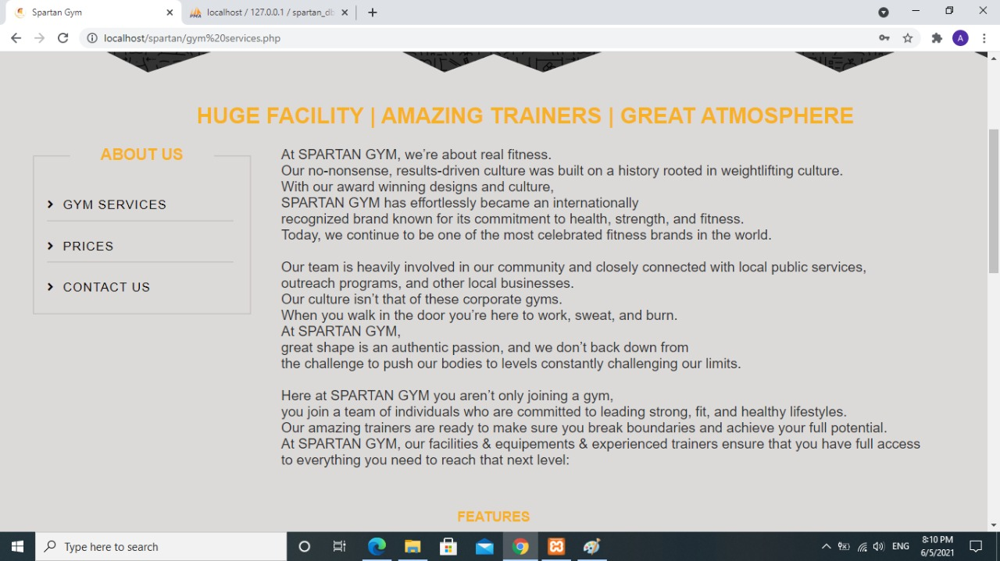 Spartan Gym
localhost / 127.0.0.1 / spartan_db
localhost/spartan/gym%20services.php
A
HUGE FACILITY | AMAZING TRAINERS | GREAT ATMOSPHERE
ABOUT US
GYM SERVICES
PRICES
CONTACT US
At SPARTAN GYM, we’re about real fitness.
Our no-nonsense, results-driven culture was built on a history rooted in weightlifting culture.
With our award winning designs and culture,
SPARTAN GYM has effortlessly became an internationally
recognized brand known for its commitment to health, strength, and fitness.
Today, we continue to be one of the most celebrated fitness brands in the world.
Our team is heavily involved in our community and closely connected with local public services,
outreach programs, and other local businesses.
Our culture isn’t that of these corporate gyms.
When you walk in the door you’re here to work, sweat, and burn.
At SPARTAN GYM,
great shape is an authentic passion, and we don’t back down from
the challenge to push our bodies to levels constantly challenging our limits.
Here at SPARTAN GYM you aren’t only joining a gym,
you join a team of individuals who are committed to leading strong, fit, and healthy lifestyles.
Our amazing trainers are ready to make sure you break boundaries and achieve your full potential.
At SPARTAN GYM, our facilities & equipements & experienced trainers ensure that you have full access
to everything you need to reach that next level:
FEATURES
Type here to search
ENG
8:10 PM
6/5/2021